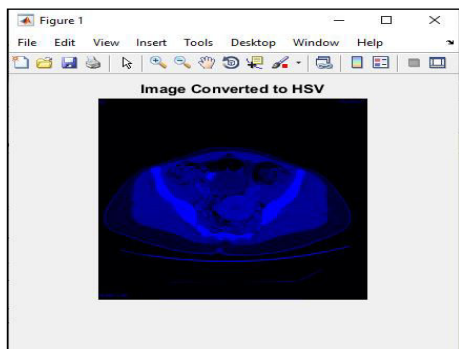 Figure 1
File Edit View Insert Tools Desktop Window Help
Image Converted to HSV